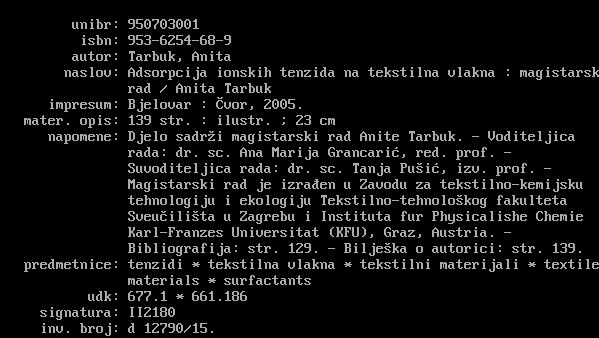 unibr: 950703001
isbn: 953-6254-68-9
autor: Tarbuk, Anita
naslov: Adsorpcija ionskih tenzida na tekstilna vlakna : magistarsk
rad / Anita Tarbuk
impresum: Bjelovar : Čvor, 2005.
mater. opis: 139 str. : ilustr. ; 23 cm
napomene: Djelo sadrži magistarski rad Anite Tarbuk. - Voditeljica
rada: dr. sc. Ana Marija Grancarić, red. prof. -
Suvoditeljica rada: dr. sc. Tanja Pušić, izv. prof. -
Magistarski rad je izrađen u Zavodu za tekstilno-kemijsku
tehnologiju i ekologiju Tekstilno-tehnološkog fakulteta
Sveučilišta u Zagrebu i Instituta fur Physicalishe Chemie
Karl-Franzes Universitat (KFU), Graz, Austria. -
Bibliografija: str. 129. - Bilješka o autorici: str. 139.
predmetnice: tenzidi * tekstilna vlakna * tekstilni materijali * textile
materials * surfactants
udk: 677.1 * 661.186
signatura: II2180
inv. broj: d 12790/15.